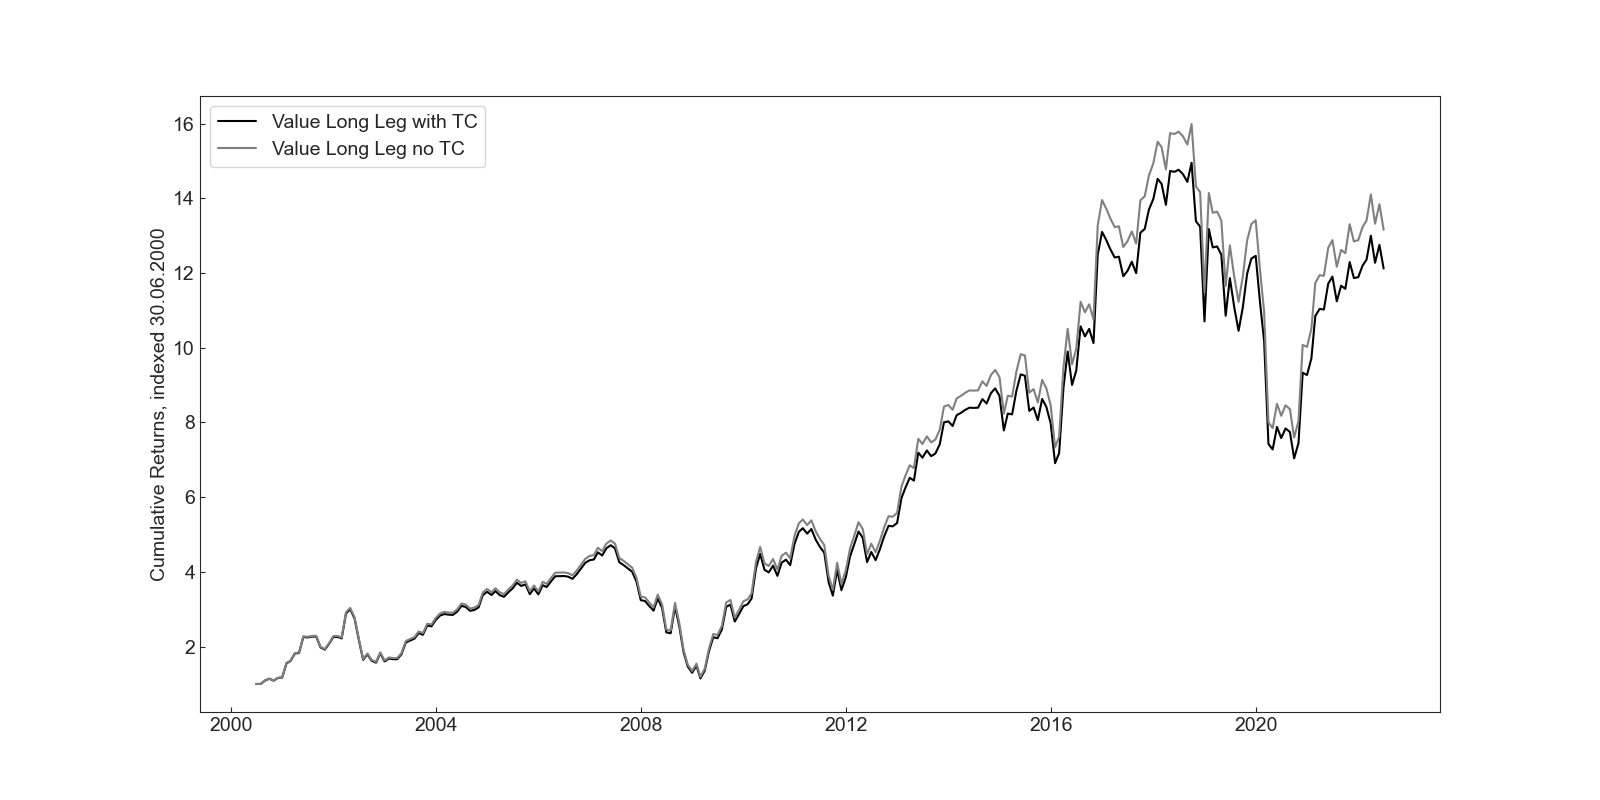 Value Long Leg with TC
Value Long Leg no TC
Cumulative Returns, indexed 30.06.2000
16
14
12
10
8
6
4
2
2000 2004 2008 2012 2016 2020